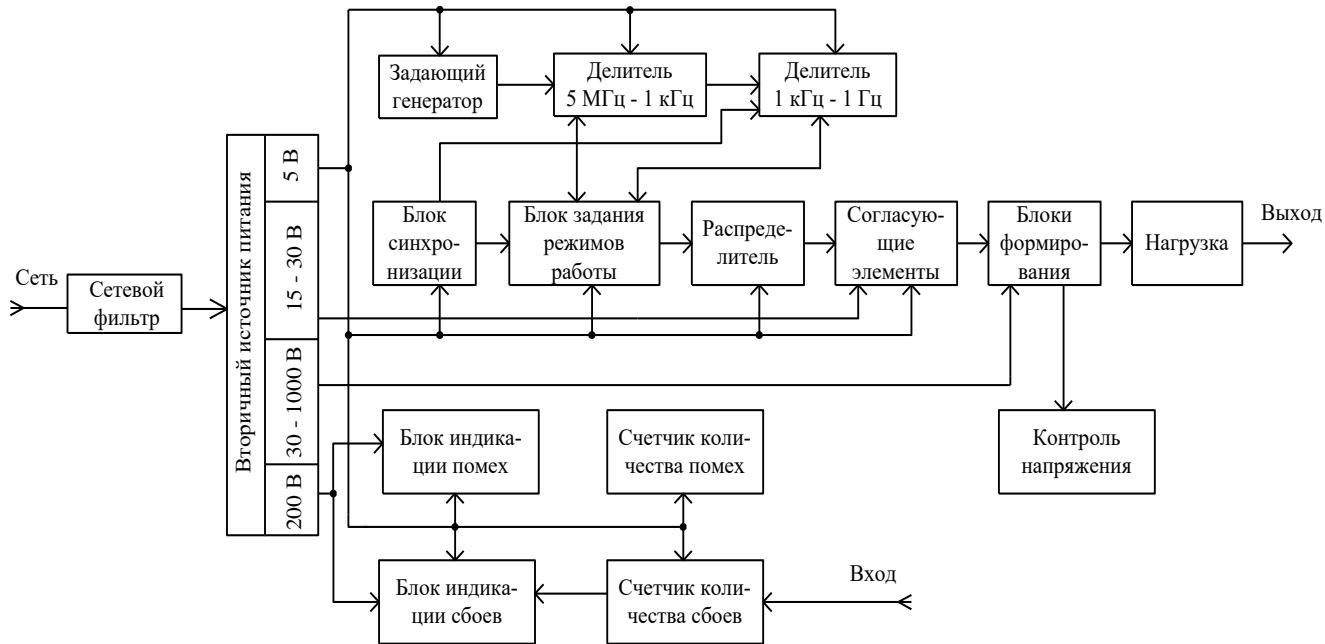 Задающий
генератор
Делитель
5 МГц - 1 кГц
Делитель
1 кГц - 1 Гц
Вторичный источник питания
5 В
15 - 30 В
30 - 1000 В
200 В
Блок
синхро-
низации
Блок задания
режимов
работы
Распреде-
литель
Согласую-
щие
элементы
Блоки
формиро-
вания
Нагрузка
Выход
Сеть
Сетевой
фильтр
Блок индика-
ции помех
Счетчик коли-
чества помех
Контроль
напряжения
Блок индика-
ции сбоев
Счетчик коли-
чества сбоев
Вход